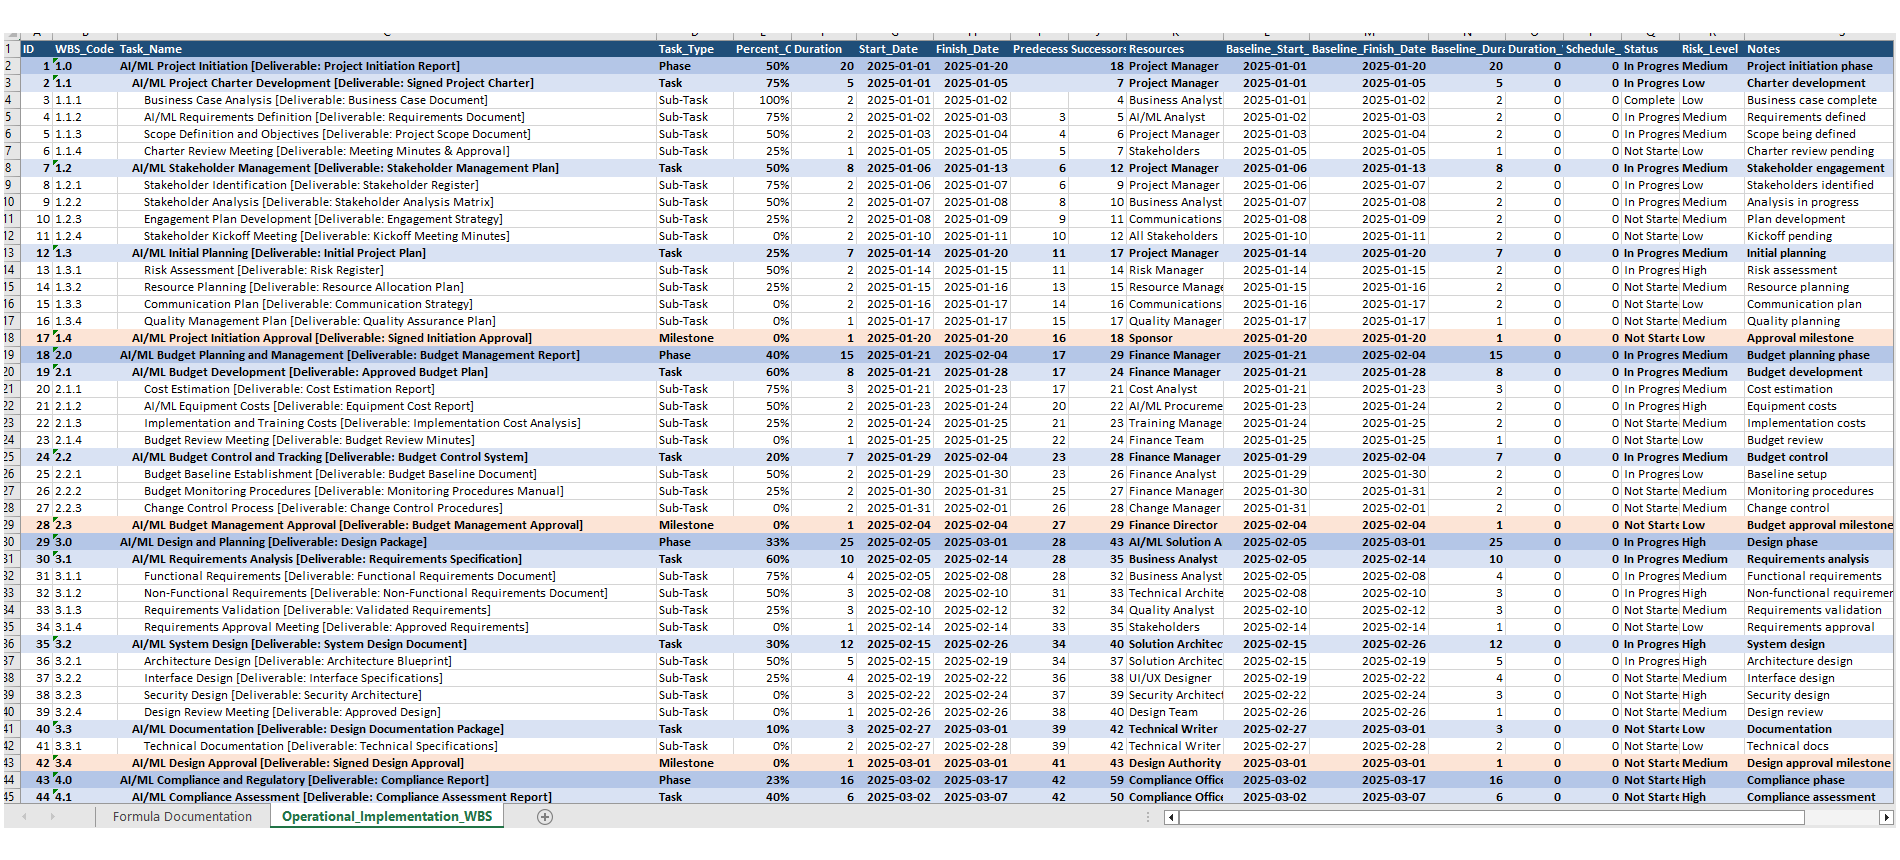 ID WBS_Code Task_Name Task_Type Percent_C Duration Start_Date Finish_Date Predecess Successors Resources Baseline_Start_ Baseline_Finish_Date Baseline_Dura Duration_ Schedule_ Status Risk_Level Notes
1 1 1.0 AI/ML Project Initiation [Deliverable: Project Initiation Report] Phase 50% 20 2025-01-01 2025-01-20 18 Project Manager 2025-01-01 2025-01-20 20 0 0 In Progres Medium Project initiation phase
3 2 1.1 AI/ML Project Charter Development [Deliverable: Signed Project Charter] Task 75% 5 2025-01-01 2025-01-05 7 Project Manager 2025-01-01 2025-01-05 5 0 0 In Progres Low Charter development
4 3 1.1.1 Business Case Analysis [Deliverable: Business Case Document] Sub-Task 100% 2 2025-01-01 2025-01-02 4 Business Analyst 2025-01-01 2025-01-02 2 0 0 Complete Low Business case complete
5 4 1.1.2 AI/ML Requirements Definition [Deliverable: Requirements Document] Sub-Task 75% 2 2025-01-02 2025-01-03 3 5 AI/ML Analyst 2025-01-02 2025-01-03 2 0 0 In Progres Medium Requirements defined
6 5 1.1.3 Scope Definition and Objectives [Deliverable: Project Scope Document] Sub-Task 50% 2 2025-01-03 2025-01-04 4 6 Project Manager 2025-01-03 2025-01-04 2 0 0 In Progres Medium Scope being defined
7 6 1.1.4 Charter Review Meeting [Deliverable: Meeting Minutes & Approval] Sub-Task 25% 1 2025-01-05 2025-01-05 5 7 Stakeholders 2025-01-05 2025-01-05 1 0 0 Not Starte Low Charter review pending
8 7 1.2 AI/ML Stakeholder Management [Deliverable: Stakeholder Management Plan] Task 50% 8 2025-01-06 2025-01-13 6 12 Project Manager 2025-01-06 2025-01-13 8 0 0 In Progres Medium Stakeholder engagement
9 8 1.2.1 Stakeholder Identification [Deliverable: Stakeholder Register] Sub-Task 75% 2 2025-01-06 2025-01-07 6 9 Project Manager 2025-01-06 2025-01-07 2 0 0 In Progres Low Stakeholders identified
10 9 1.2.2 Stakeholder Analysis [Deliverable: Stakeholder Analysis Matrix] Sub-Task 50% 2 2025-01-07 2025-01-08 8 10 Business Analyst 2025-01-07 2025-01-08 2 0 0 In Progres Medium Analysis in progress
11 10 1.2.3 Engagement Plan Development [Deliverable: Engagement Strategy] Sub-Task 25% 2 2025-01-08 2025-01-09 9 11 Communications 2025-01-08 2025-01-09 2 0 0 Not Starte Medium Plan development
12 11 1.2.4 Stakeholder Kickoff Meeting [Deliverable: Kickoff Meeting Minutes] Sub-Task 0% 2 2025-01-10 2025-01-11 10 12 All Stakeholders 2025-01-10 2025-01-11 2 0 0 Not Starte Low Kickoff pending
13 12 1.3 AI/ML Initial Planning [Deliverable: Initial Project Plan] Task 25% 7 2025-01-14 2025-01-20 11 17 Project Manager 2025-01-14 2025-01-20 7 0 0 In Progres Medium Initial planning
14 13 1.3.1 Risk Assessment [Deliverable: Risk Register] Sub-Task 50% 2 2025-01-14 2025-01-15 11 14 Risk Manager 2025-01-14 2025-01-15 2 0 0 In Progres High Risk assessment
15 14 1.3.2 Resource Planning [Deliverable: Resource Allocation Plan] Sub-Task 25% 2 2025-01-15 2025-01-16 13 15 Resource Manage 2025-01-15 2025-01-16 2 0 0 Not Starte Medium Resource planning
16 15 1.3.3 Communication Plan [Deliverable: Communication Strategy] Sub-Task 0% 2 2025-01-16 2025-01-17 14 16 Communications 2025-01-16 2025-01-17 2 0 0 Not Starte Low Communication plan
17 16 1.3.4 Quality Management Plan [Deliverable: Quality Assurance Plan] Sub-Task 0% 1 2025-01-17 2025-01-17 15 17 Quality Manager 2025-01-17 2025-01-17 1 0 0 Not Starte Medium Quality planning
18 17 1.4 AI/ML Project Initiation Approval [Deliverable: Signed Initiation Approval] Milestone 0% 1 2025-01-20 2025-01-20 16 18 Sponsor 2025-01-20 2025-01-20 1 0 0 Not Starte Low Approval milestone
19 18 2.0 AI/ML Budget Planning and Management [Deliverable: Budget Management Report] Phase 40% 15 2025-01-21 2025-02-04 17 29 Finance Manager 2025-01-21 2025-02-04 15 0 0 In Progres Medium Budget planning phase
20 19 2.1 AI/ML Budget Development [Deliverable: Approved Budget Plan] Task 60% 8 2025-01-21 2025-01-28 17 24 Finance Manager 2025-01-21 2025-01-28 8 0 0 In Progres Medium Budget development
21 20 2.1.1 Cost Estimation [Deliverable: Cost Estimation Report] Sub-Task 75% 3 2025-01-21 2025-01-23 17 21 Cost Analyst 2025-01-21 2025-01-23 3 0 0 In Progres Medium Cost estimation
22 21 2.1.2 AI/ML Equipment Costs [Deliverable: Equipment Cost Report] Sub-Task 50% 2 2025-01-23 2025-01-24 20 22 AI/ML Procureme 2025-01-23 2025-01-24 2 0 0 In Progres High Equipment costs
23 22 2.1.3 Implementation and Training Costs [Deliverable: Implementation Cost Analysis] Sub-Task 25% 2 2025-01-24 2025-01-25 21 23 Training Manage 2025-01-24 2025-01-25 2 0 0 Not Starte Medium Implementation costs
24 23 2.1.4 Budget Review Meeting [Deliverable: Budget Review Minutes] Sub-Task 0% 1 2025-01-25 2025-01-25 22 24 Finance Team 2025-01-25 2025-01-25 1 0 0 Not Starte Low Budget review
25 24 2.2 AI/ML Budget Control and Tracking [Deliverable: Budget Control System] Task 20% 7 2025-01-29 2025-02-04 23 28 Finance Manager 2025-01-29 2025-02-04 7 0 0 In Progres Medium Budget control
26 25 2.2.1 Budget Baseline Establishment [Deliverable: Budget Baseline Document] Sub-Task 50% 2 2025-01-29 2025-01-30 23 26 Finance Analyst 2025-01-29 2025-01-30 2 0 0 In Progres Low Baseline setup
27 26 2.2.2 Budget Monitoring Procedures [Deliverable: Monitoring Procedures Manual] Sub-Task 25% 2 2025-01-30 2025-01-31 25 27 Finance Manager 2025-01-30 2025-01-31 2 0 0 Not Starte Medium Monitoring procedures
28 27 2.2.3 Change Control Process [Deliverable: Change Control Procedures] Sub-Task 0% 2 2025-01-31 2025-02-01 26 28 Change Manager 2025-01-31 2025-02-01 2 0 0 Not Starte Medium Change control
29 28 2.3 AI/ML Budget Management Approval [Deliverable: Budget Management Approval] Milestone 0% 1 2025-02-04 2025-02-04 27 29 Finance Director 2025-02-04 2025-02-04 1 0 0 Not Starte Low Budget approval milestone
30 29 3.0 AI/ML Design and Planning [Deliverable: Design Package] Phase 33% 25 2025-02-05 2025-03-01 28 43 AI/ML Solution A 2025-02-05 2025-03-01 25 0 0 In Progres High Design phase
31 30 3.1 AI/ML Requirements Analysis [Deliverable: Requirements Specification] Task 60% 10 2025-02-05 2025-02-14 28 35 Business Analyst 2025-02-05 2025-02-14 10 0 0 In Progres Medium Requirements analysis
32 31 3.1.1 Functional Requirements [Deliverable: Functional Requirements Document] Sub-Task 75% 4 2025-02-05 2025-02-08 28 32 Business Analyst 2025-02-05 2025-02-08 4 0 0 In Progres Medium Functional requirements
33 32 3.1.2 Non-Functional Requirements [Deliverable: Non-Functional Requirements Document] Sub-Task 50% 3 2025-02-08 2025-02-10 31 33 Technical Archite 2025-02-08 2025-02-10 3 0 0 In Progres High Non-functional requiremer
34 33 3.1.3 Requirements Validation [Deliverable: Validated Requirements] Sub-Task 25% 3 2025-02-10 2025-02-12 32 34 Quality Analyst 2025-02-10 2025-02-12 3 0 0 Not Starte Medium Requirements validation
35 34 3.1.4 Requirements Approval Meeting [Deliverable: Approved Requirements] Sub-Task 0% 1 2025-02-14 2025-02-14 33 35 Stakeholders 2025-02-14 2025-02-14 1 0 0 Not Starte Low Requirements approval
36 35 3.2 AI/ML System Design [Deliverable: System Design Document] Task 30% 12 2025-02-15 2025-02-26 34 40 Solution Architec 2025-02-15 2025-02-26 12 0 0 In Progres High System design
37 36 3.2.1 Architecture Design [Deliverable: Architecture Blueprint] Sub-Task 50% 5 2025-02-15 2025-02-19 34 37 Solution Architec 2025-02-15 2025-02-19 5 0 0 In Progres High Architecture design
38 37 3.2.2 Interface Design [Deliverable: Interface Specifications] Sub-Task 25% 4 2025-02-19 2025-02-22 36 38 UI/UX Designer 2025-02-19 2025-02-22 4 0 0 Not Starte Medium Interface design
39 38 3.2.3 Security Design [Deliverable: Security Architecture] Sub-Task 0% 3 2025-02-22 2025-02-24 37 39 Security Architect 2025-02-22 2025-02-24 3 0 0 Not Starte High Security design
40 39 3.2.4 Design Review Meeting [Deliverable: Approved Design] Sub-Task 0% 1 2025-02-26 2025-02-26 38 40 Design Team 2025-02-26 2025-02-26 1 0 0 Not Starte Medium Design review
41 40 3.3 AI/ML Documentation [Deliverable: Design Documentation Package] Task 10% 3 2025-02-27 2025-03-01 39 42 Technical Writer 2025-02-27 2025-03-01 3 0 0 Not Starte Low Documentation
42 41 3.3.1 Technical Documentation [Deliverable: Technical Specifications] Sub-Task 0% 2 2025-02-27 2025-02-28 39 42 Technical Writer 2025-02-27 2025-02-28 2 0 0 Not Starte Low Technical docs
43 42 3.4 AI/ML Design Approval [Deliverable: Signed Design Approval] Milestone 0% 1 2025-03-01 2025-03-01 41 43 Design Authority 2025-03-01 2025-03-01 1 0 0 Not Starte Medium Design approval milestone
44 43 4.0 AI/ML Compliance and Regulatory [Deliverable: Compliance Report] Phase 23% 16 2025-03-02 2025-03-17 42 59 Compliance Office 2025-03-02 2025-03-17 16 0 0 Not Starte High Compliance phase
45 44 4.1 AI/ML Compliance Assessment [Deliverable: Compliance Assessment Report] Task 40% 6 2025-03-02 2025-03-07 42 50 Compliance Office 2025-03-02 2025-03-07 6 0 0 Not Starte High Compliance assessment
Formula Documentation Operational_Implementation_WBS